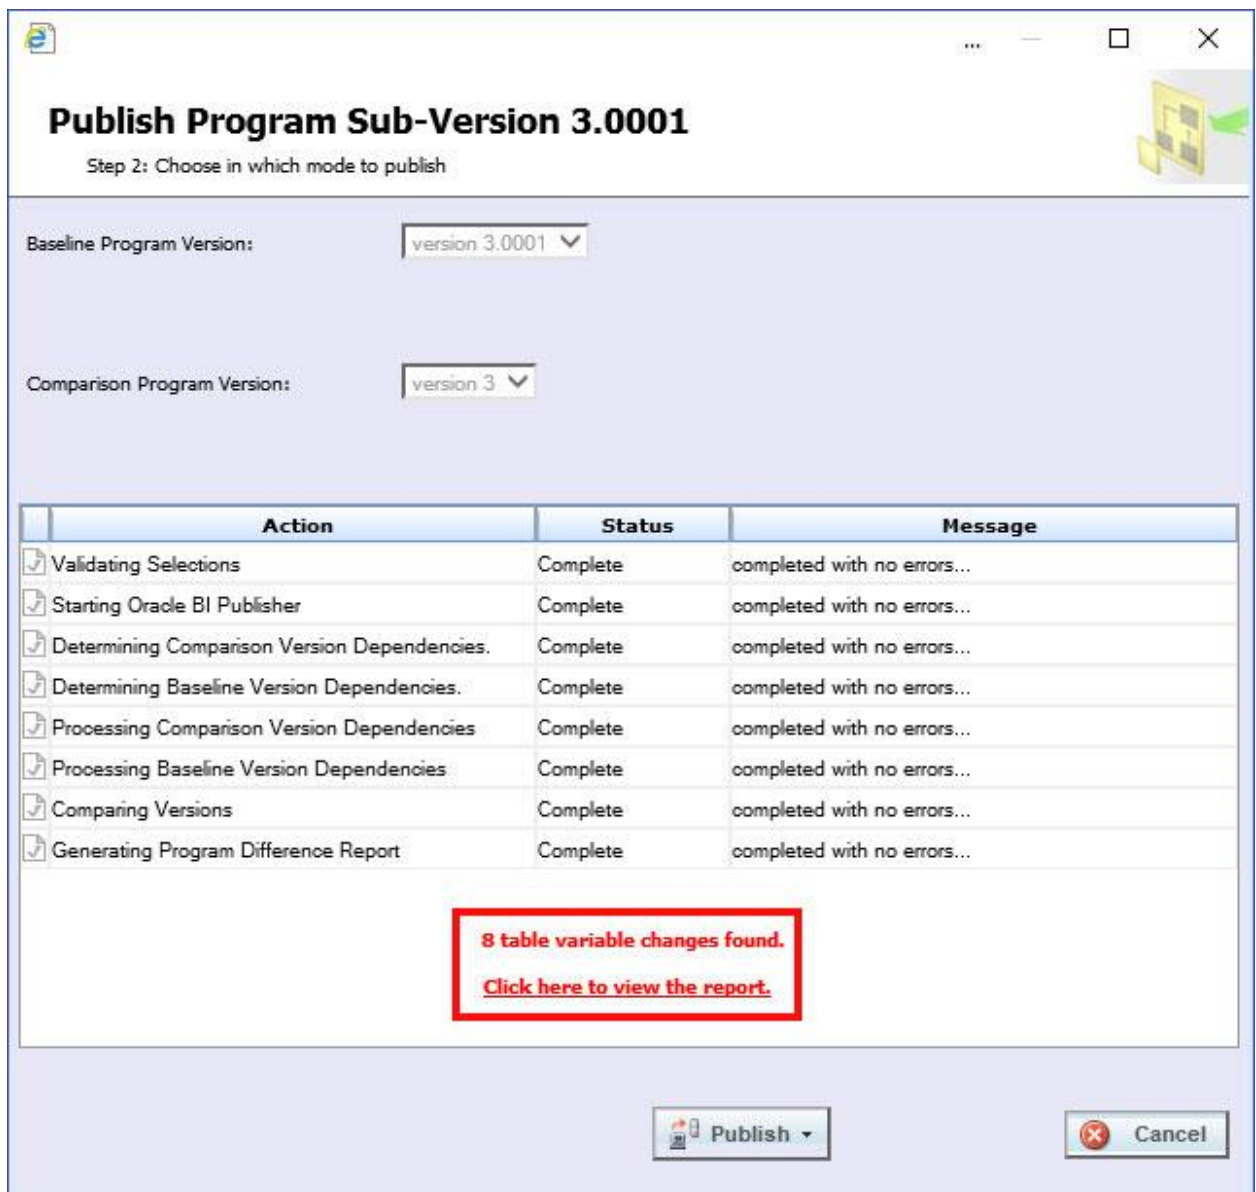 ...
Publish Program Sub-Version 3.0001
Step 2: Choose in which mode to publish
Baseline Program Version: version 3.0001
Comparison Program Version: version 3
Action Status Message
Validating Selections Complete completed with no errors...
Starting Oracle BI Publisher Complete completed with no errors...
Determining Comparison Version Dependencies. Complete completed with no errors...
Determining Baseline Version Dependencies. Complete completed with no errors...
Processing Comparison Version Dependencies Complete completed with no errors...
Processing Baseline Version Dependencies Complete completed with no errors...
Comparing Versions Complete completed with no errors...
Generating Program Difference Report Complete completed with no errors...
8 table variable changes found.
Click here to view the report.
Publish Cancel